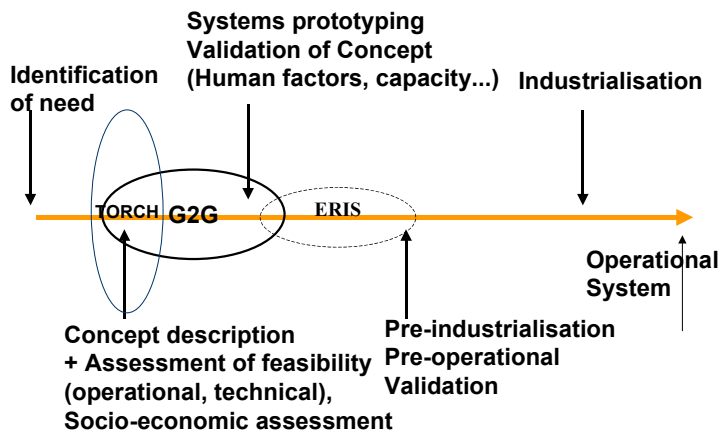 Systems prototyping
Validation of Concept
(Human factors, capacity...)
Identification
of need
Industrialisation
TORCH
G2G
ERIS
Operational
System
Concept description
+ Assessment of feasibility
(operational, technical),
Socio-economic assessment
Pre-industrialisation
Pre-operational
Validation